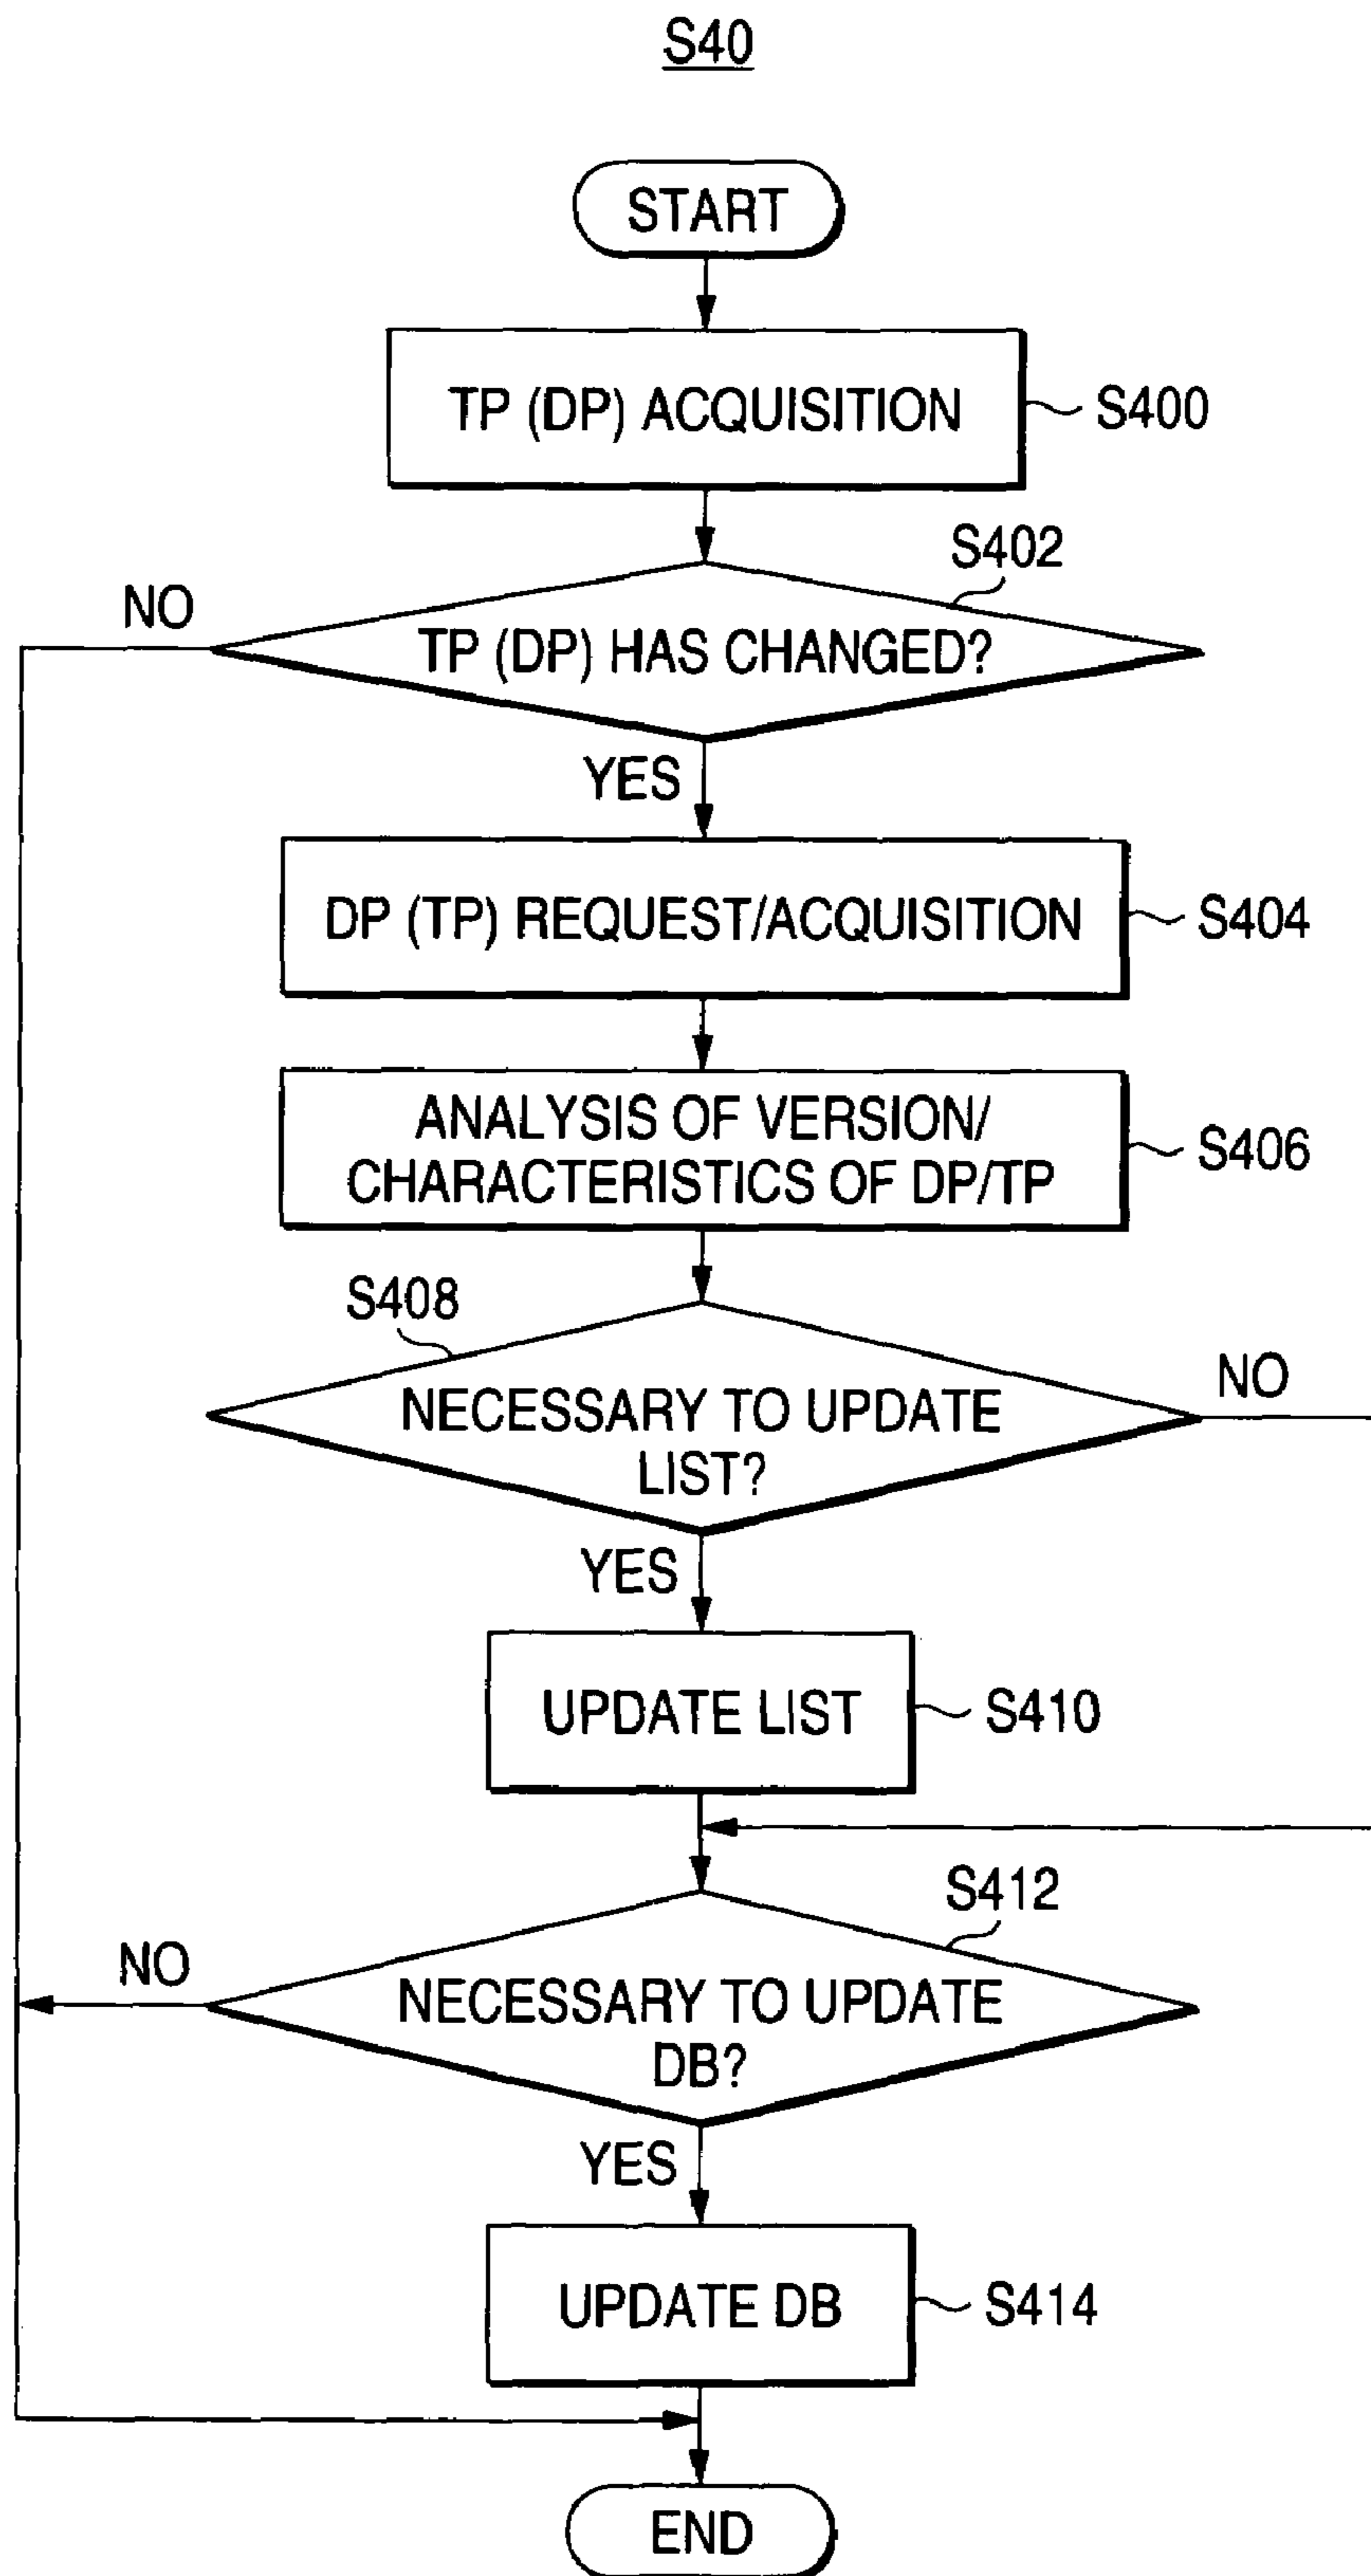 S40
START
TP (DP) ACQUISITION
S400
S402
NO
TP (DP) HAS CHANGED?
YES
DP (TP) REQUEST/ACQUISITION
S404
ANALYSIS OF VERSION/
CHARACTERISTICS OF DP/TP
S406
S408
NO
NECESSARY TO UPDATE
LIST?
YES
UPDATE LIST
S410
S412
NO
NECESSARY TO UPDATE
DB?
YES
UPDATE DB
S414
END